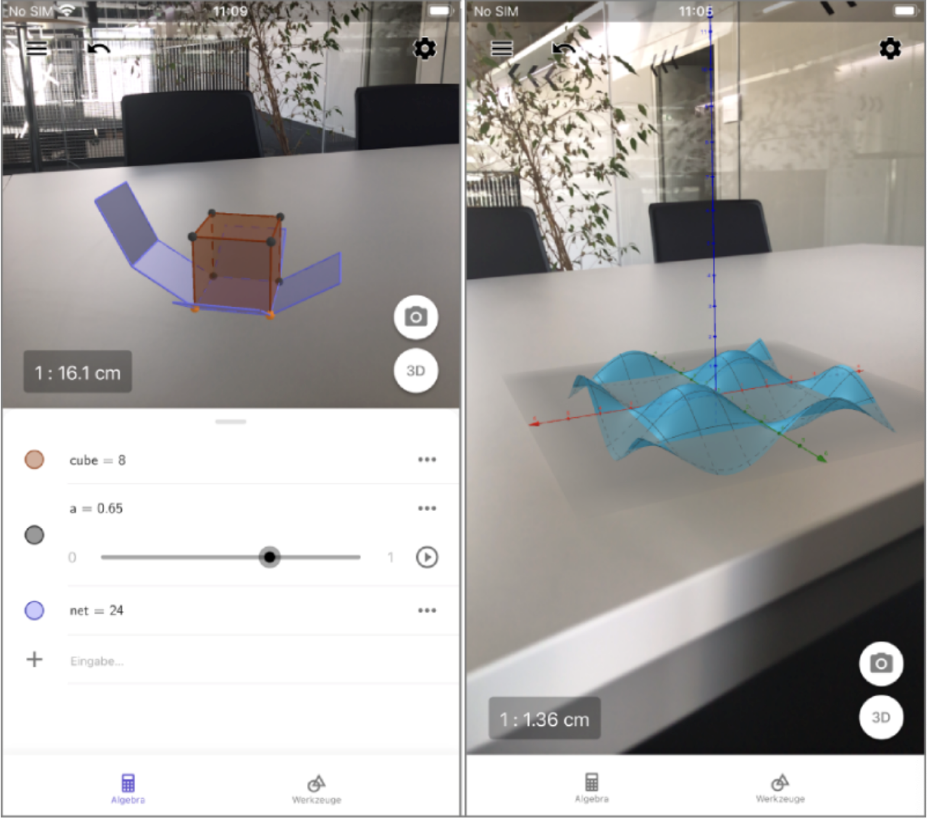 No SIM 11:09
1 : 16.1 cm
3D
cube = 8
a = 0.65
0 1
net = 24
Eingabe...
Algebra Werkzeuge
No SIM 11:05
1 : 1.36 cm
3D
Algebra Werkzeuge